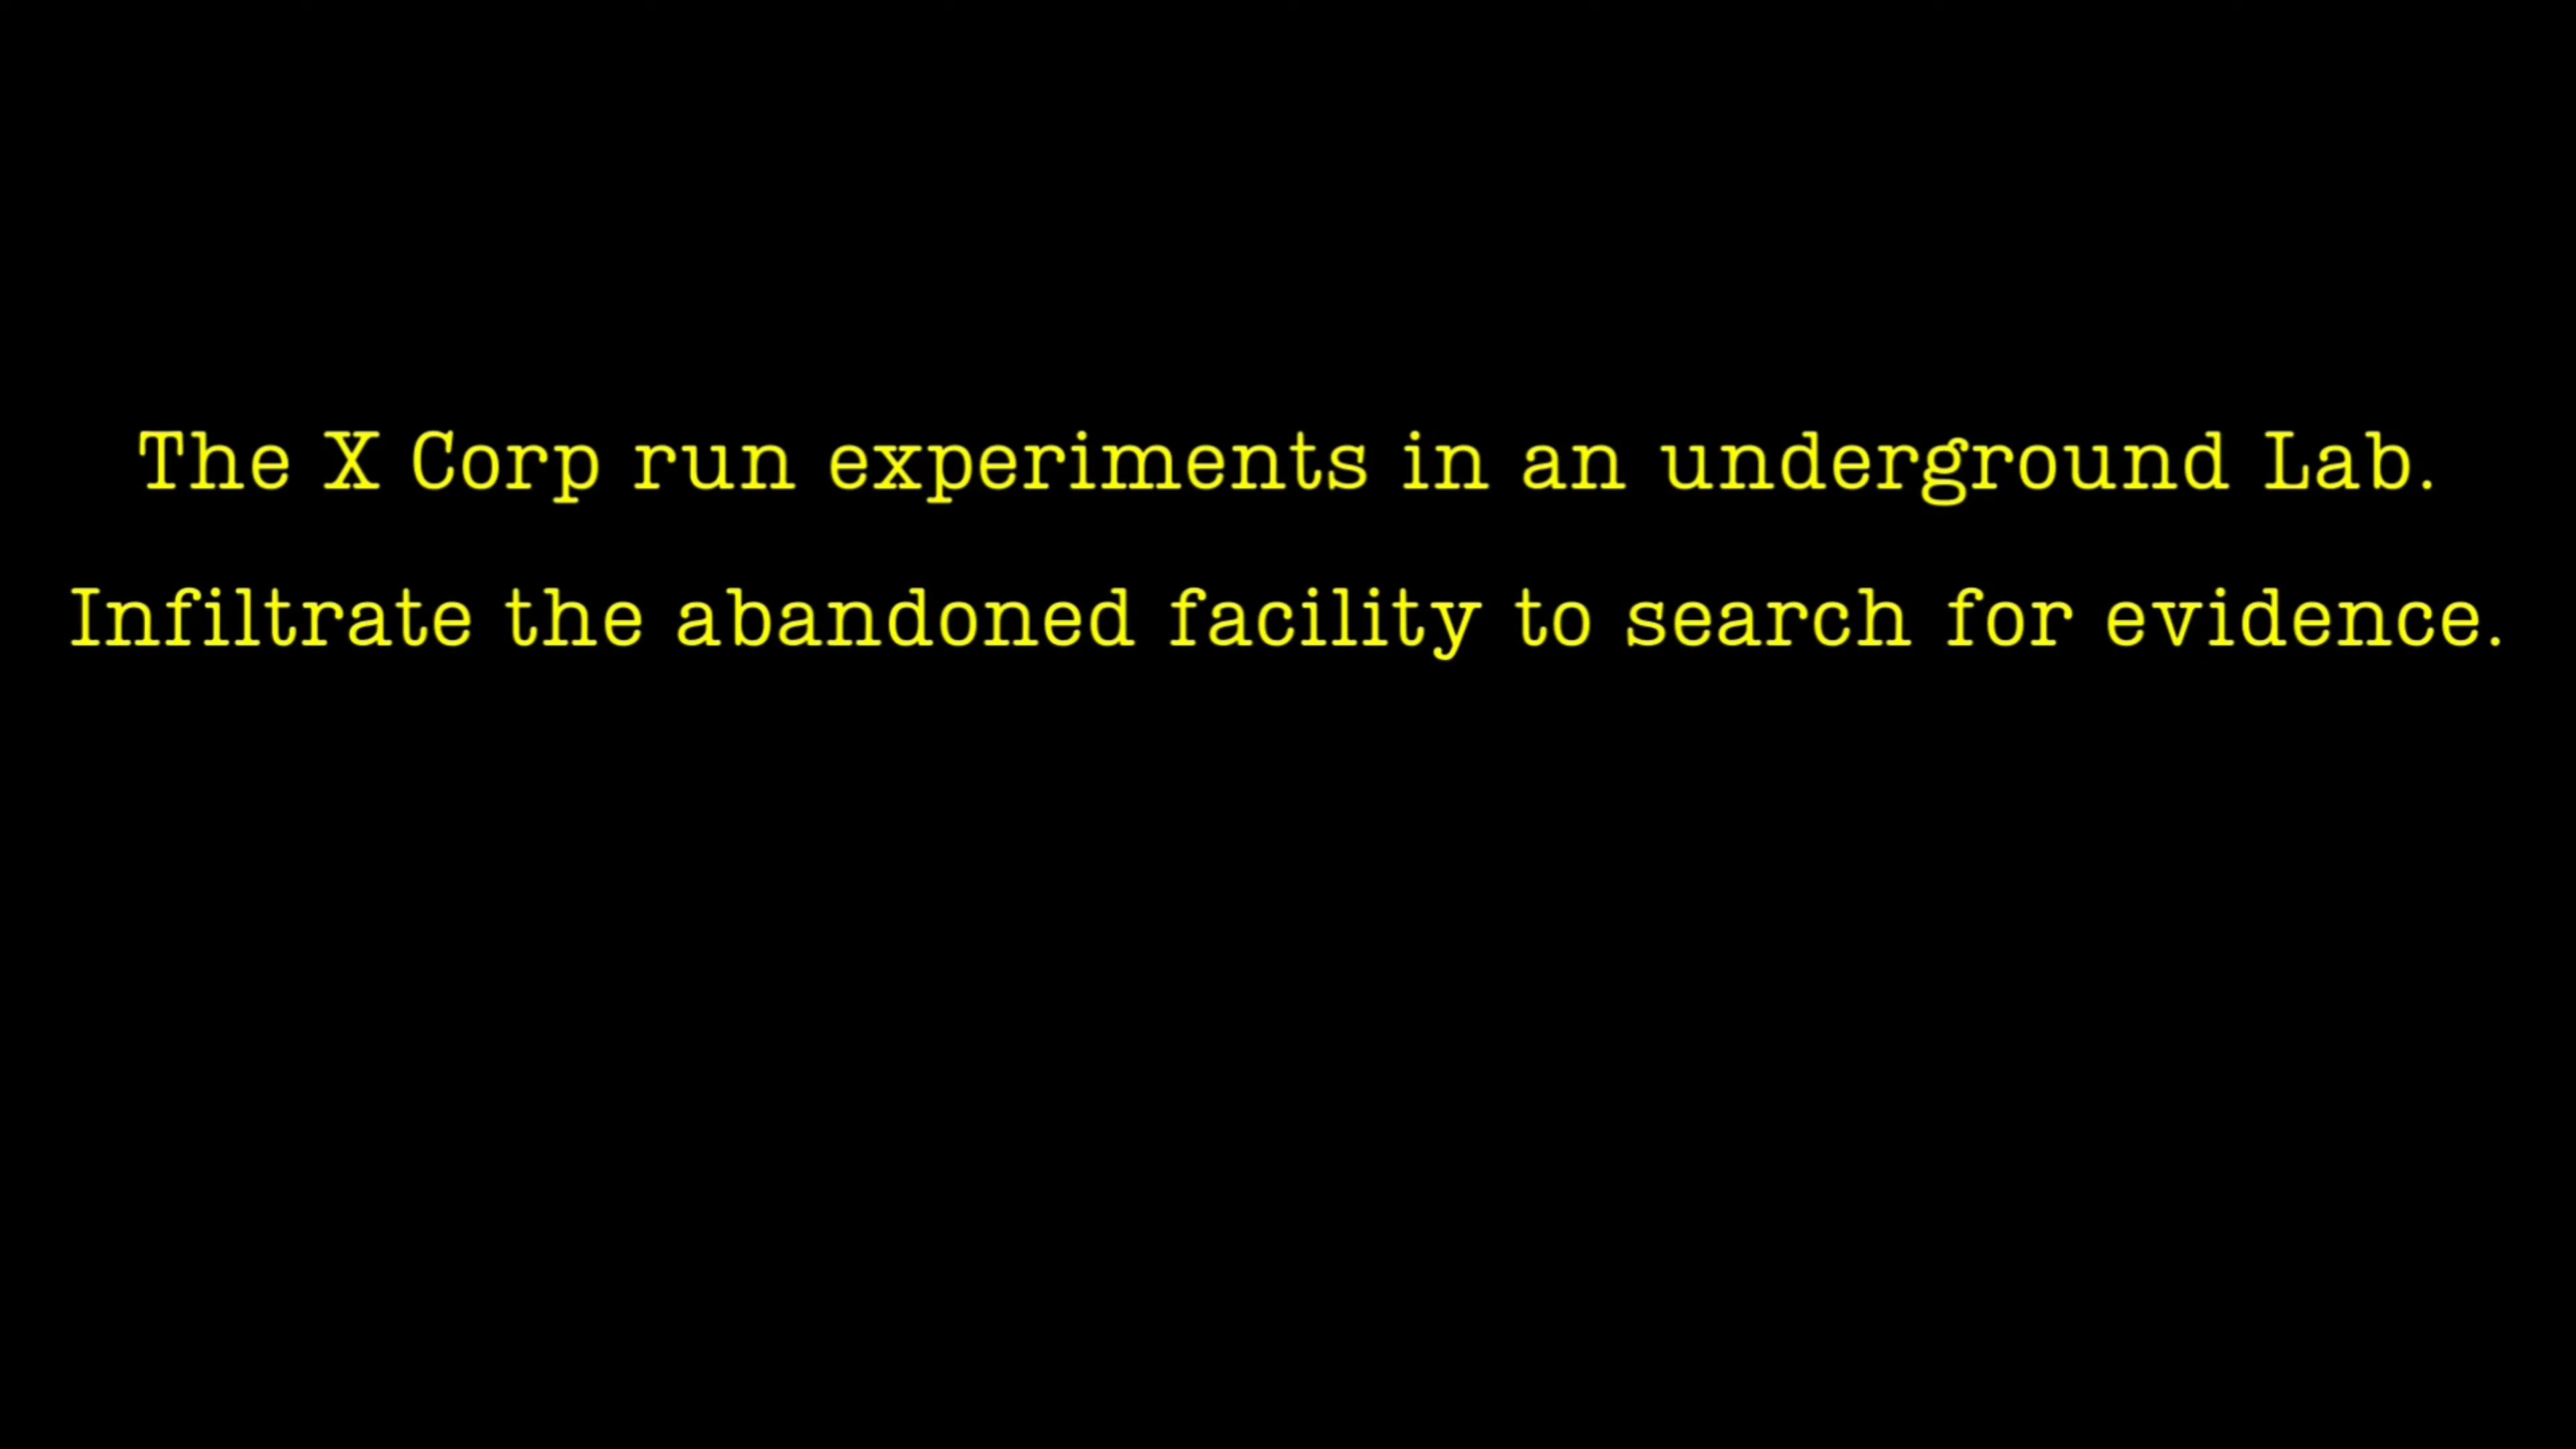 The X Corp run experiments in an underground Lab.
Infiltrate the abandoned facility to search for evidence.